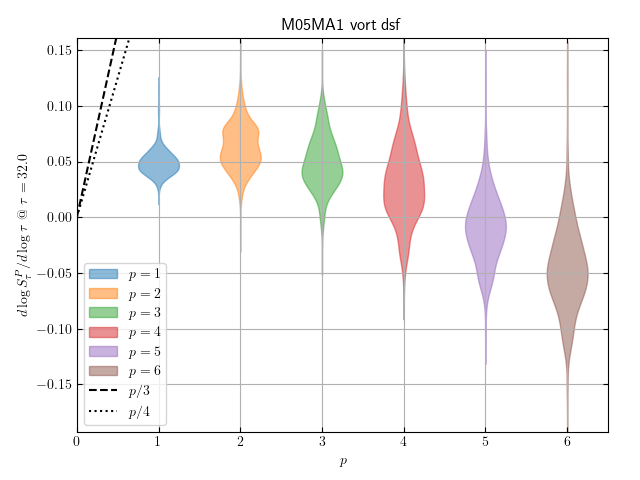 M05MA1 vort dsf
0.15
0.10
0.05
0.00
−0.05
−0.10
−0.15
d log S_τ^P / d log τ @ τ = 32.0
p = 1
p = 2
p = 3
p = 4
p = 5
p = 6
p/3
p/4
0 1 2 3 4 5 6
p